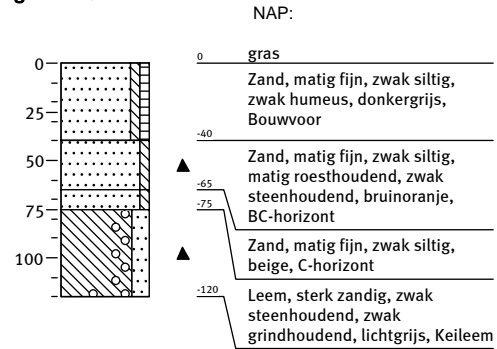 NAP:
0
gras
0
Zand, matig fijn, zwak siltig,
zwak humeus, donkergrijs,
Bouwvoor
25
-40
50
Zand, matig fijn, zwak siltig,
matig roesthoudend, zwak
steenhoudend, bruinoranje,
BC-horizont
-65
75
-75
Zand, matig fijn, zwak siltig,
beige, C-horizont
100
-120
Leem, sterk zandig, zwak
steenhoudend, zwak
grindhoudend, lichtgrijs, Keileem